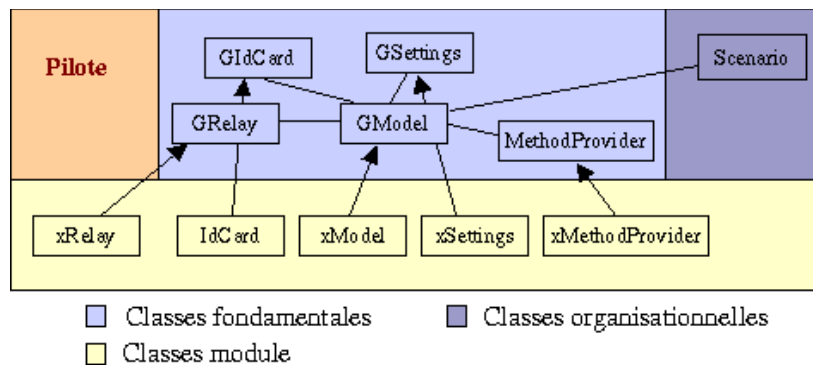 Pilote
GIdCard
GSettings
Scenario
GRelay
GModel
MethodProvider
xRelay
IdCard
xModel
xSettings
xMethodProvider
Classes fondamentales
Classes organisationnelles
Classes module